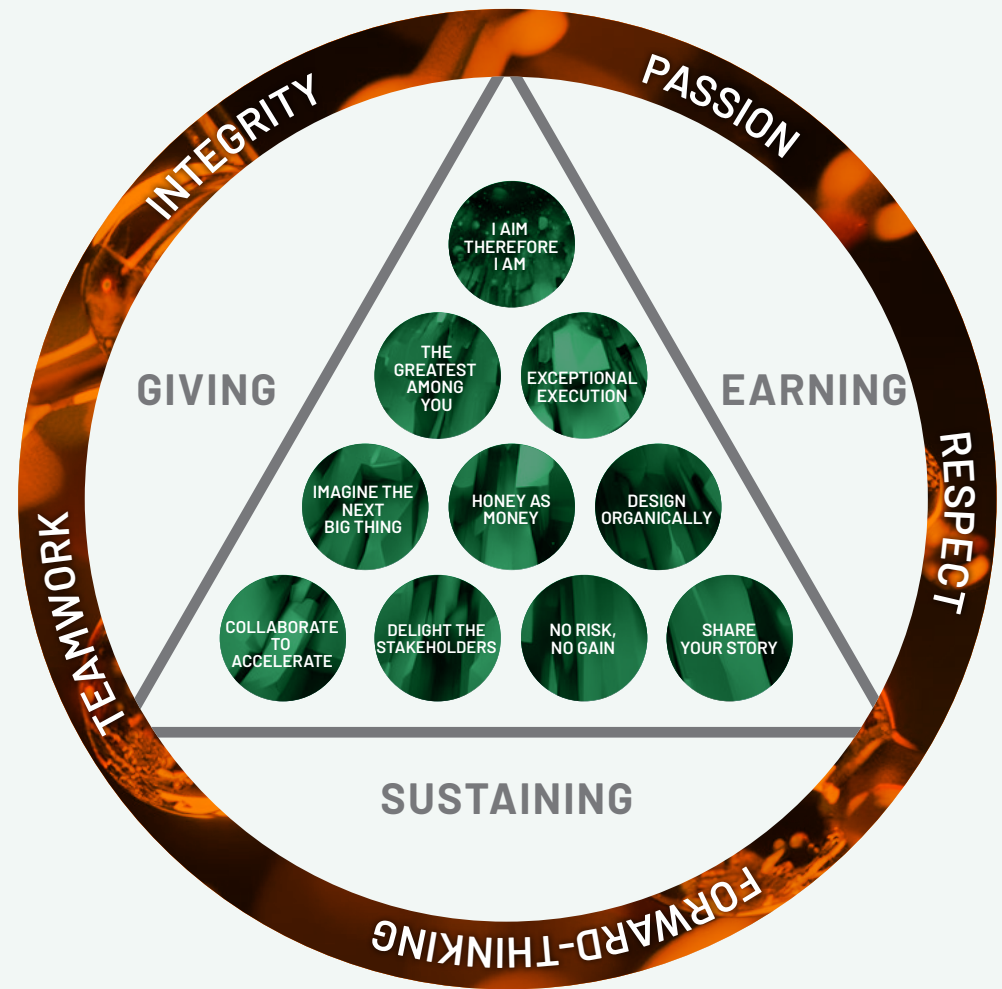 INTEGRITY
PASSION
I AIM
THEREFORE
I AM
THE
GREATEST
AMONG
YOU
EXCEPTIONAL
EXECUTION
GIVING
EARNING
RESPECT
IMAGINE THE
NEXT
BIG THING
HONEY AS
MONEY
DESIGN
ORGANICALLY
TEAMWORK
COLLABORATE
TO
ACCELERATE
DELIGHT THE
STAKEHOLDERS
NO RISK,
NO GAIN
SHARE
YOUR STORY
SUSTAINING
FORWARD-THINKING